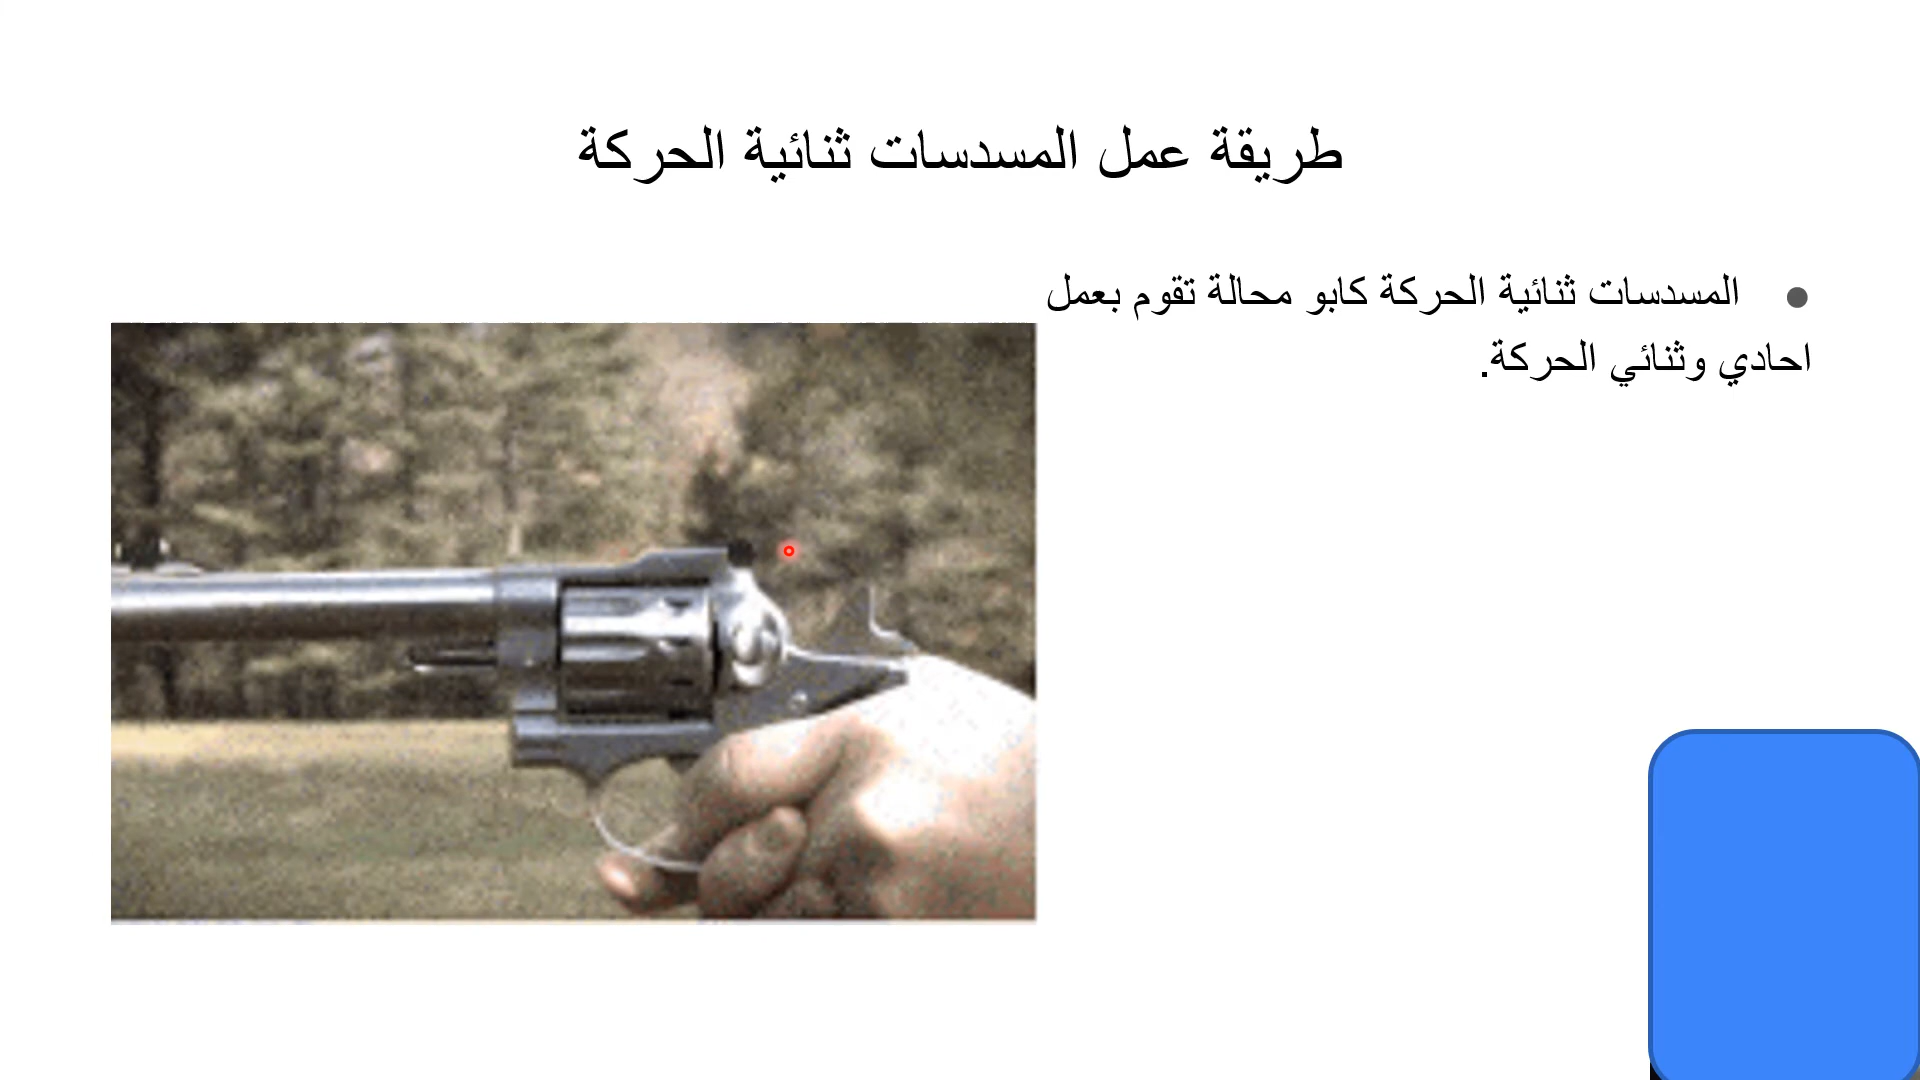 طريقة عمل المسدسات ثنائية الحركة
المسدسات ثنائية الحركة كابو محالة تقوم بعمل
احادي وثنائي الحركة.